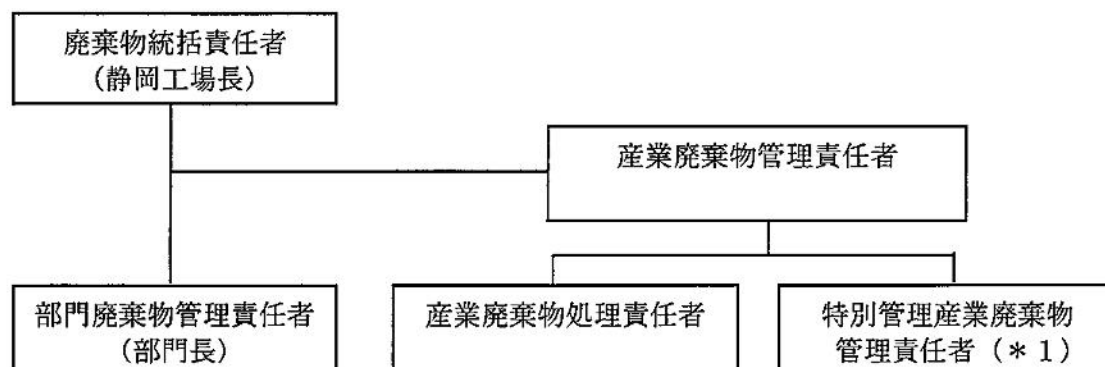 廃棄物統括責任者
(静岡工場長)
産業廃棄物管理責任者
部門廃棄物管理責任者
(部門長)
産業廃棄物処理責任者
特別管理産業廃棄物
管理責任者(*1)